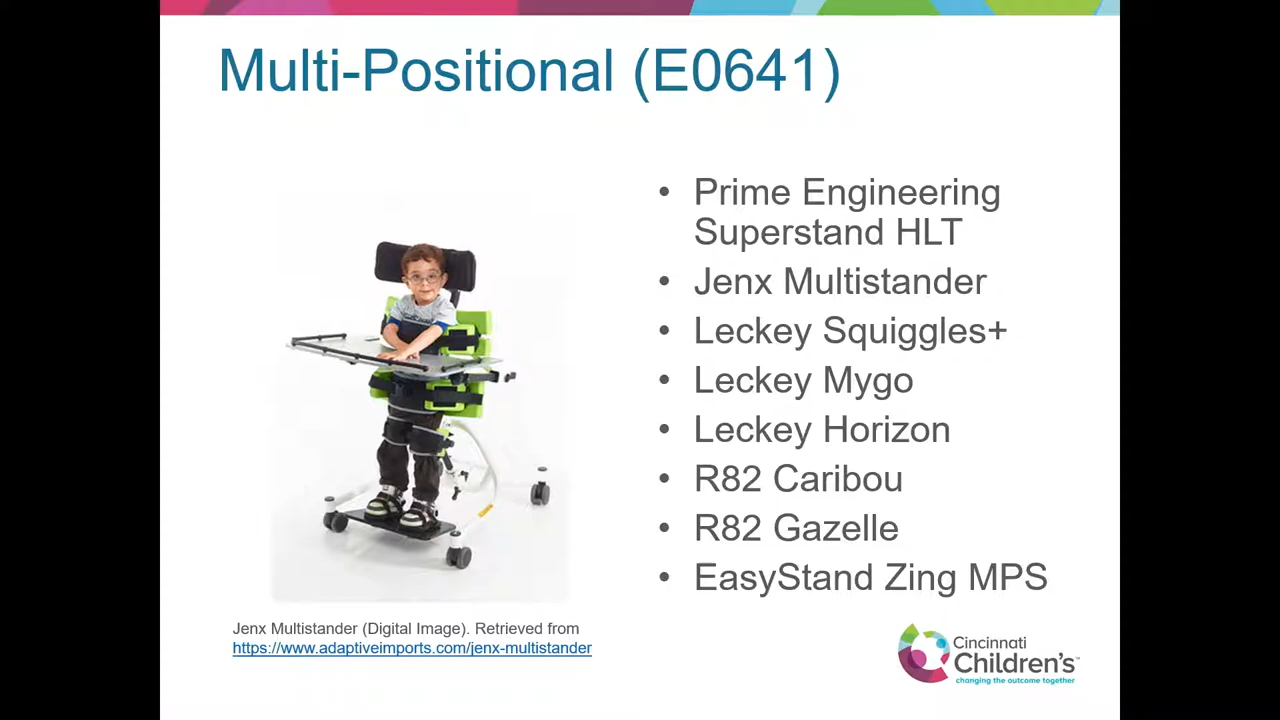 Multi-Positional (E0641)
• Prime Engineering
Superstand HLT
• Jenx Multistander
• Leckey Squiggles+
• Leckey Mygo
• Leckey Horizon
• R82 Caribou
• R82 Gazelle
• EasyStand Zing MPS
Jenx Multistander (Digital Image). Retrieved from
https://www.adaptiveimports.com/jenx-multistander
Cincinnati
Children's™
changing the outcome together